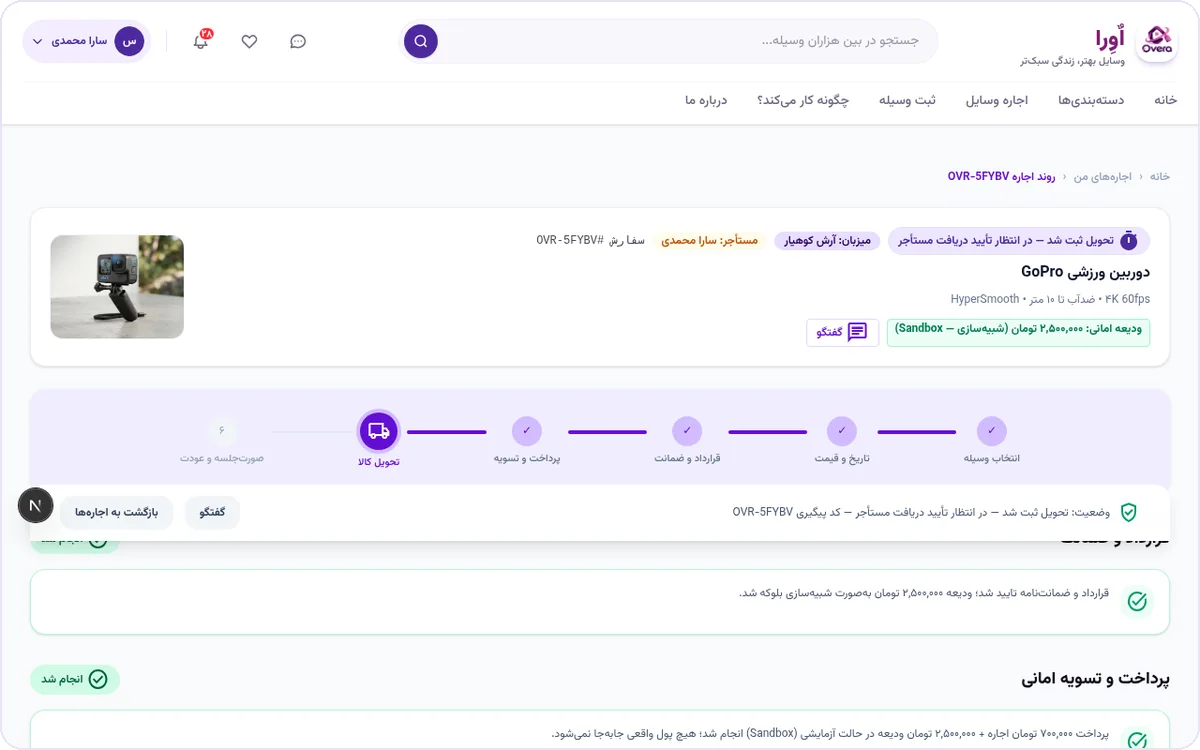 اُورا
Overa
وسایل بهتر، زندگی سبک‌تر
جستجو در بین هزاران وسیله...
۲۸
س
سارا محمدی
خانه
دسته‌بندی‌ها
اجاره وسایل
ثبت وسیله
چگونه کار می‌کند؟
درباره ما
خانه › اجاره‌های من › روند اجاره OVR-5FYBV
تحویل ثبت شد — در انتظار تأیید دریافت مستأجر
میزبان: آرش کوهیار
مستأجر: سارا محمدی
سفارش #OVR-5FYBV
دوربین ورزشی GoPro
۴K 60fps • ضدآب تا ۱۰ متر • HyperSmooth
ودیعه امانی: ۲,۵۰۰,۰۰۰ تومان (شبیه‌سازی — Sandbox)
گفتگو
انتخاب وسیله
تاریخ و قیمت
قرارداد و ضمانت
پرداخت و تسویه
تحویل کالا
۶
صورت‌جلسه و عودت
وضعیت: تحویل ثبت شد — در انتظار تأیید دریافت مستأجر — کد پیگیری OVR-5FYBV
گفتگو
بازگشت به اجاره‌ها
N
قرارداد و ضمانت
انجام شد
قرارداد و ضمانت‌نامه تایید شد؛ ودیعه ۲,۵۰۰,۰۰۰ تومان به‌صورت شبیه‌سازی بلوکه شد.
پرداخت و تسویه امانی
انجام شد
پرداخت ۷۰۰,۰۰۰ تومان اجاره + ۲,۵۰۰,۰۰۰ تومان ودیعه در حالت آزمایشی (Sandbox) انجام شد؛ هیچ پول واقعی جابه‌جا نمی‌شود.